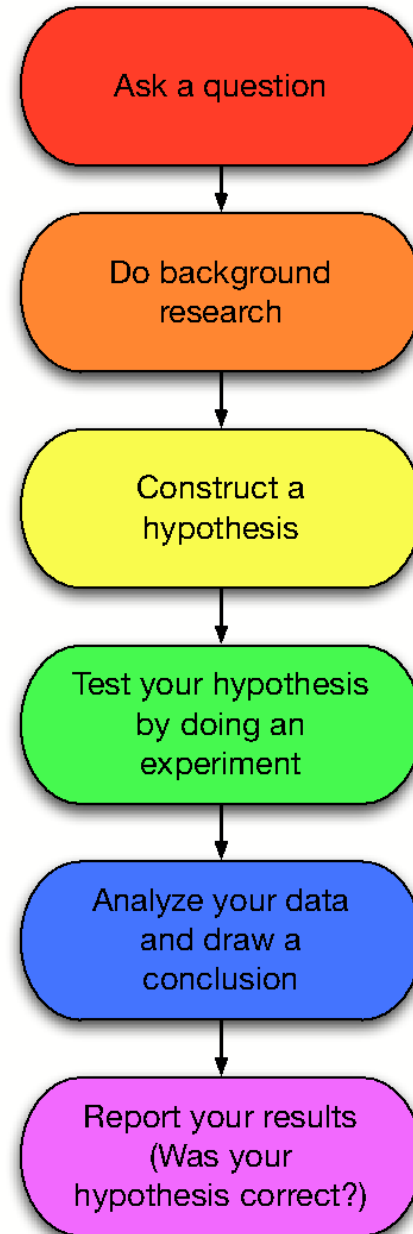 Ask a question
Do background
research
Construct a
hypothesis
Test your hypothesis
by doing an
experiment
Analyze your data
and draw a
conclusion
Report your results
(Was your
hypothesis correct?)